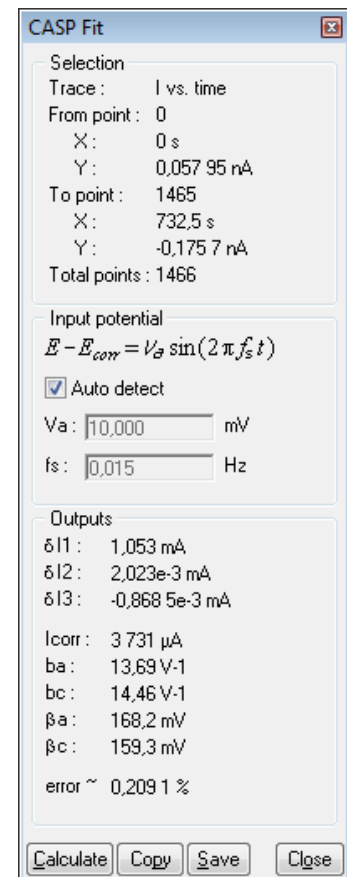 CASP Fit
Selection
Trace : I vs. time
From point : 0
X : 0 s
Y : 0,057 95 nA
To point : 1465
X : 732,5 s
Y : -0,175 7 nA
Total points : 1466
Input potential
E − E_corr = V_a sin(2 π f_s t)
Auto detect
Va : 10,000 mV
fs : 0,015 Hz
Outputs
δI1 : 1,053 mA
δI2 : 2,023e-3 mA
δI3 : -0,868 5e-3 mA
Icorr : 3 731 µA
ba : 13,69 V-1
bc : 14,46 V-1
βa : 168,2 mV
βc : 159,3 mV
error ~ 0,209 1 %
Calculate Copy Save Close